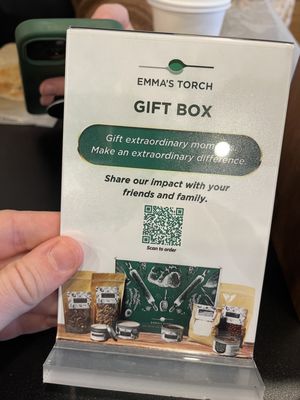 EMMA'S TORCH
GIFT BOX
Gift extraordinary moments.
Make an extraordinary difference.
Share our impact with your
friends and family.
Scan to order